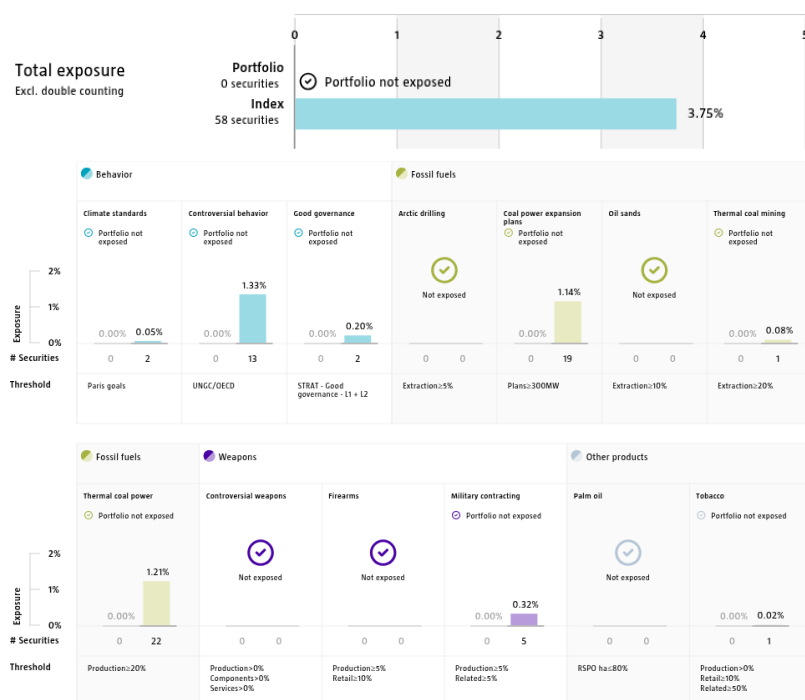 0 1 2 3 4 5
Total exposure
Excl. double counting
Portfolio
0 securities
Portfolio not exposed
Index
58 securities
3.75%
Behavior
Fossil fuels
Climate standards
Controversial behavior
Good governance
Arctic drilling
Coal power expansion
plans
Oil sands
Thermal coal mining
Portfolio not
exposed
Portfolio not
exposed
Portfolio not
exposed
Not exposed
Portfolio not
exposed
Not exposed
Portfolio not
exposed
Exposure
2%
1%
0%
0.00% 0.05%
0.00% 1.33%
0.00% 0.20%
0.00% 1.14%
0.00% 0.08%
# Securities 0 2 0 13 0 2 0 0 0 19 0 0 0 1
Threshold
Paris goals
UNGC/OECD
STRAT - Good
governance - L1 + L2
Extraction≥5%
Plans≥300MW
Extraction≥10%
Extraction≥20%
Fossil fuels
Weapons
Other products
Thermal coal power
Controversial weapons
Firearms
Military contracting
Palm oil
Tobacco
Portfolio not exposed
Not exposed
Not exposed
Portfolio not exposed
Not exposed
Portfolio not exposed
Exposure
2%
1%
0%
0.00% 1.21%
0.00% 0.32%
0.00% 0.02%
# Securities 0 22 0 0 0 0 0 5 0 0 0 1
Threshold
Production≥20%
Production>0%
Components>0%
Services>0%
Production≥5%
Retail≥10%
Production≥5%
Related≥5%
RSPO ha≤80%
Production>0%
Retail≥10%
Related≥50%